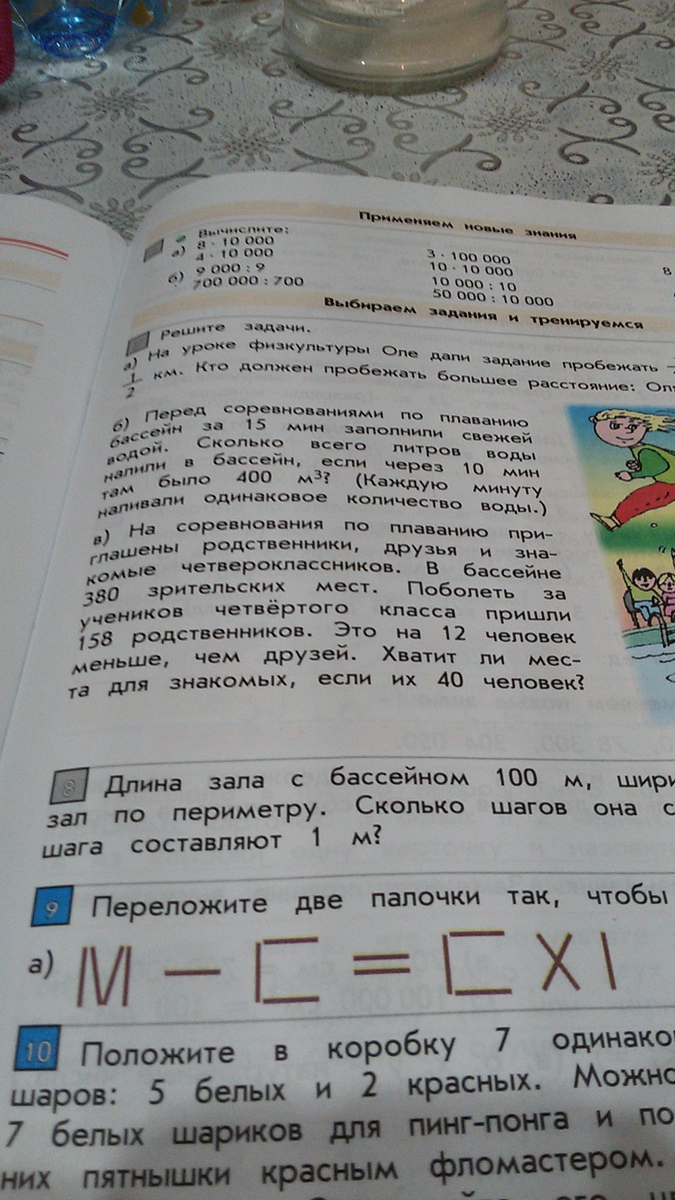 Применяем новые знания
Вычислите:
а) 8 · 10 000
4 · 10 000
3 · 100 000
10 · 10 000
8
б) 9 000 : 9
700 000 : 700
10 000 : 10
50 000 : 10 000
Выбираем задания и тренируемся
Решите задачи.
а) На уроке физкультуры Оле дали задание пробежать
1/2 км. Кто должен пробежать большее расстояние:
б) Перед соревнованиями по плаванию
бассейн за 15 мин заполнили свежей
водой. Сколько всего литров воды
налили в бассейн, если через 10 мин
там было 400 м³? (Каждую минуту
наливали одинаковое количество воды.)
в) На соревнования по плаванию при-
глашены родственники, друзья и зна-
комые четвероклассников. В бассейне
380 зрительских мест. Поболеть за
учеников четвёртого класса пришли
158 родственников. Это на 12 человек
меньше, чем друзей. Хватит ли мес-
та для знакомых, если их 40 человек?
8 Длина зала с бассейном 100 м, шири
зал по периметру. Сколько шагов она с
шага составляют 1 м?
9 Переложите две палочки так, чтобы
а) M − C = C X I
10 Положите в коробку 7 одинако
шаров: 5 белых и 2 красных. Можно
7 белых шариков для пинг-понга и по
них пятнышки красным фломастером.